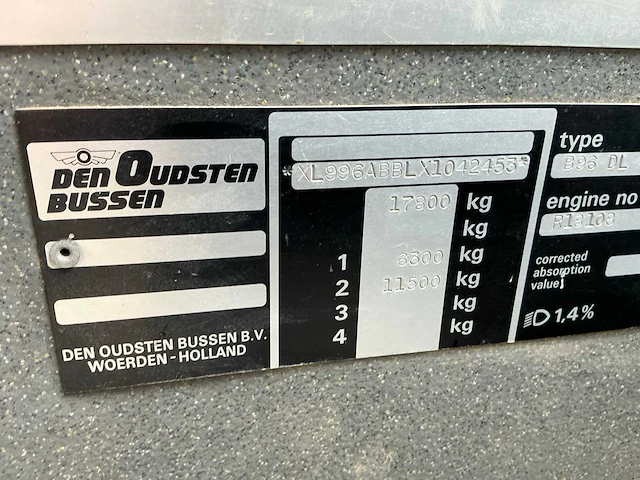 DEN OUDSTEN
BUSSEN
*XL996ABBLX1042453*
17800 kg
kg
1 6300 kg
2 11500 kg
3 kg
4 kg
DEN OUDSTEN BUSSEN B.V.
WOERDEN-HOLLAND
type
B96 DL
engine no
R18108
corrected
absorption
value
1,4%